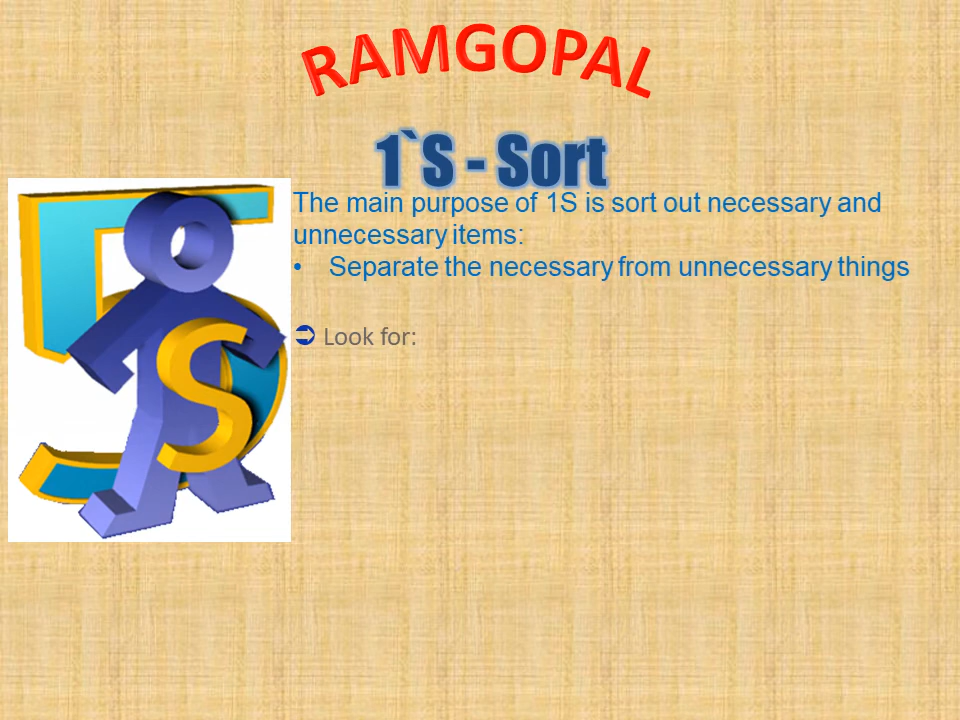 RAMGOPAL
1`S - Sort
The main purpose of 1S is sort out necessary and
unnecessary items:
• Separate the necessary from unnecessary things
➲ Look for:
5
S